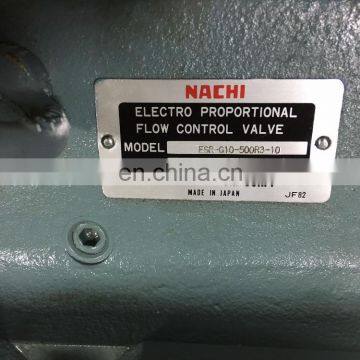 NACHI
ELECTRO PROPORTIONAL
FLOW CONTROL VALVE
MODEL ESR-G10-500R3-10
en.china.cn
MADE IN JAPAN JF82